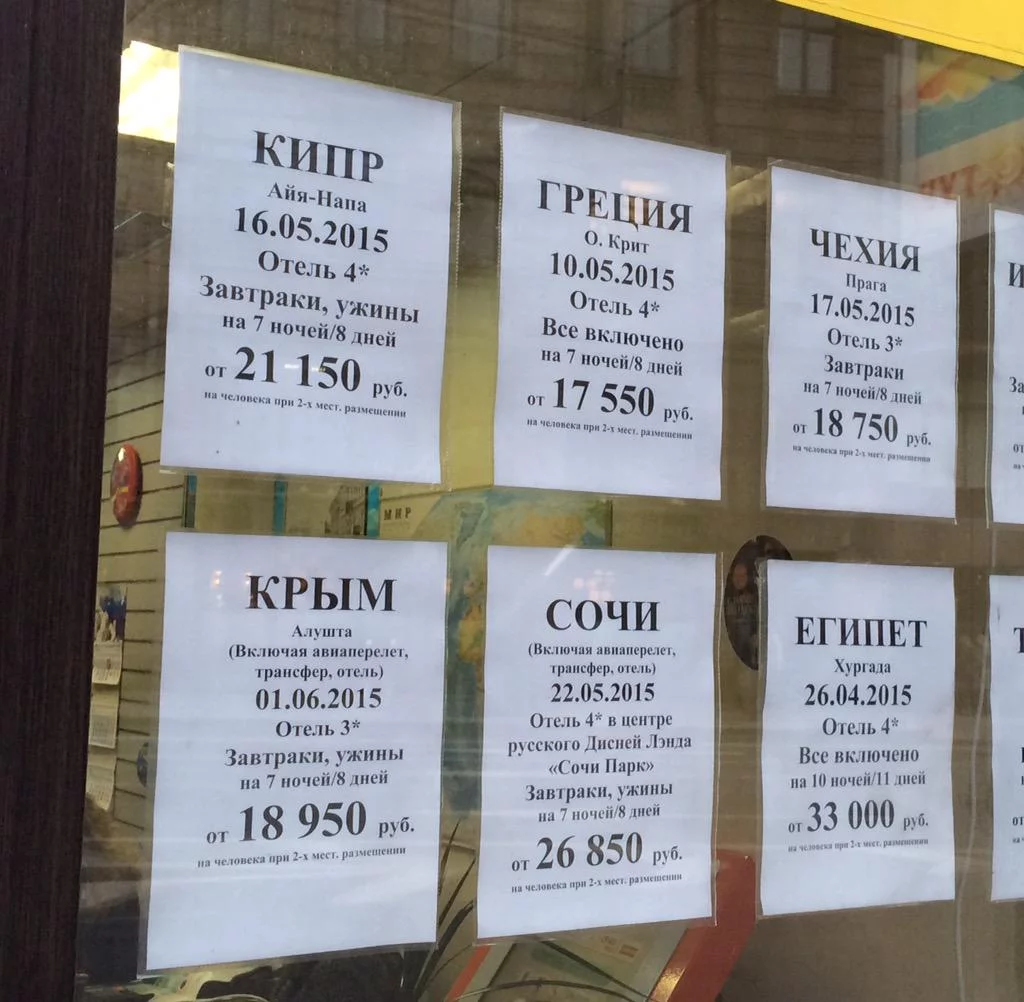 КИПР
Айя-Напа
16.05.2015
Отель 4*
Завтраки, ужины
на 7 ночей/8 дней
от 21 150 руб.
на человека при 2-х мест. размещении
ГРЕЦИЯ
О. Крит
10.05.2015
Отель 4*
Все включено
на 7 ночей/8 дней
от 17 550 руб.
на человека при 2-х мест. размещении
ЧЕХИЯ
Прага
17.05.2015
Отель 3*
Завтраки
на 7 ночей/8 дней
от 18 750 руб.
на человека при 2-х мест. размещении
МИР
КРЫМ
Алушта
(Включая авиаперелет,
трансфер, отель)
01.06.2015
Отель 3*
Завтраки, ужины
на 7 ночей/8 дней
от 18 950 руб.
на человека при 2-х мест. размещении
СОЧИ
(Включая авиаперелет,
трансфер, отель)
22.05.2015
Отель 4* в центре
русского Дисней Лэнда
«Сочи Парк»
Завтраки, ужины
на 7 ночей/8 дней
от 26 850 руб.
на человека при 2-х мест. размещении
ЕГИПЕТ
Хургада
26.04.2015
Отель 4*
Все включено
на 10 ночей/11 дней
от 33 000 руб.
на человека при 2-х мест. размещении